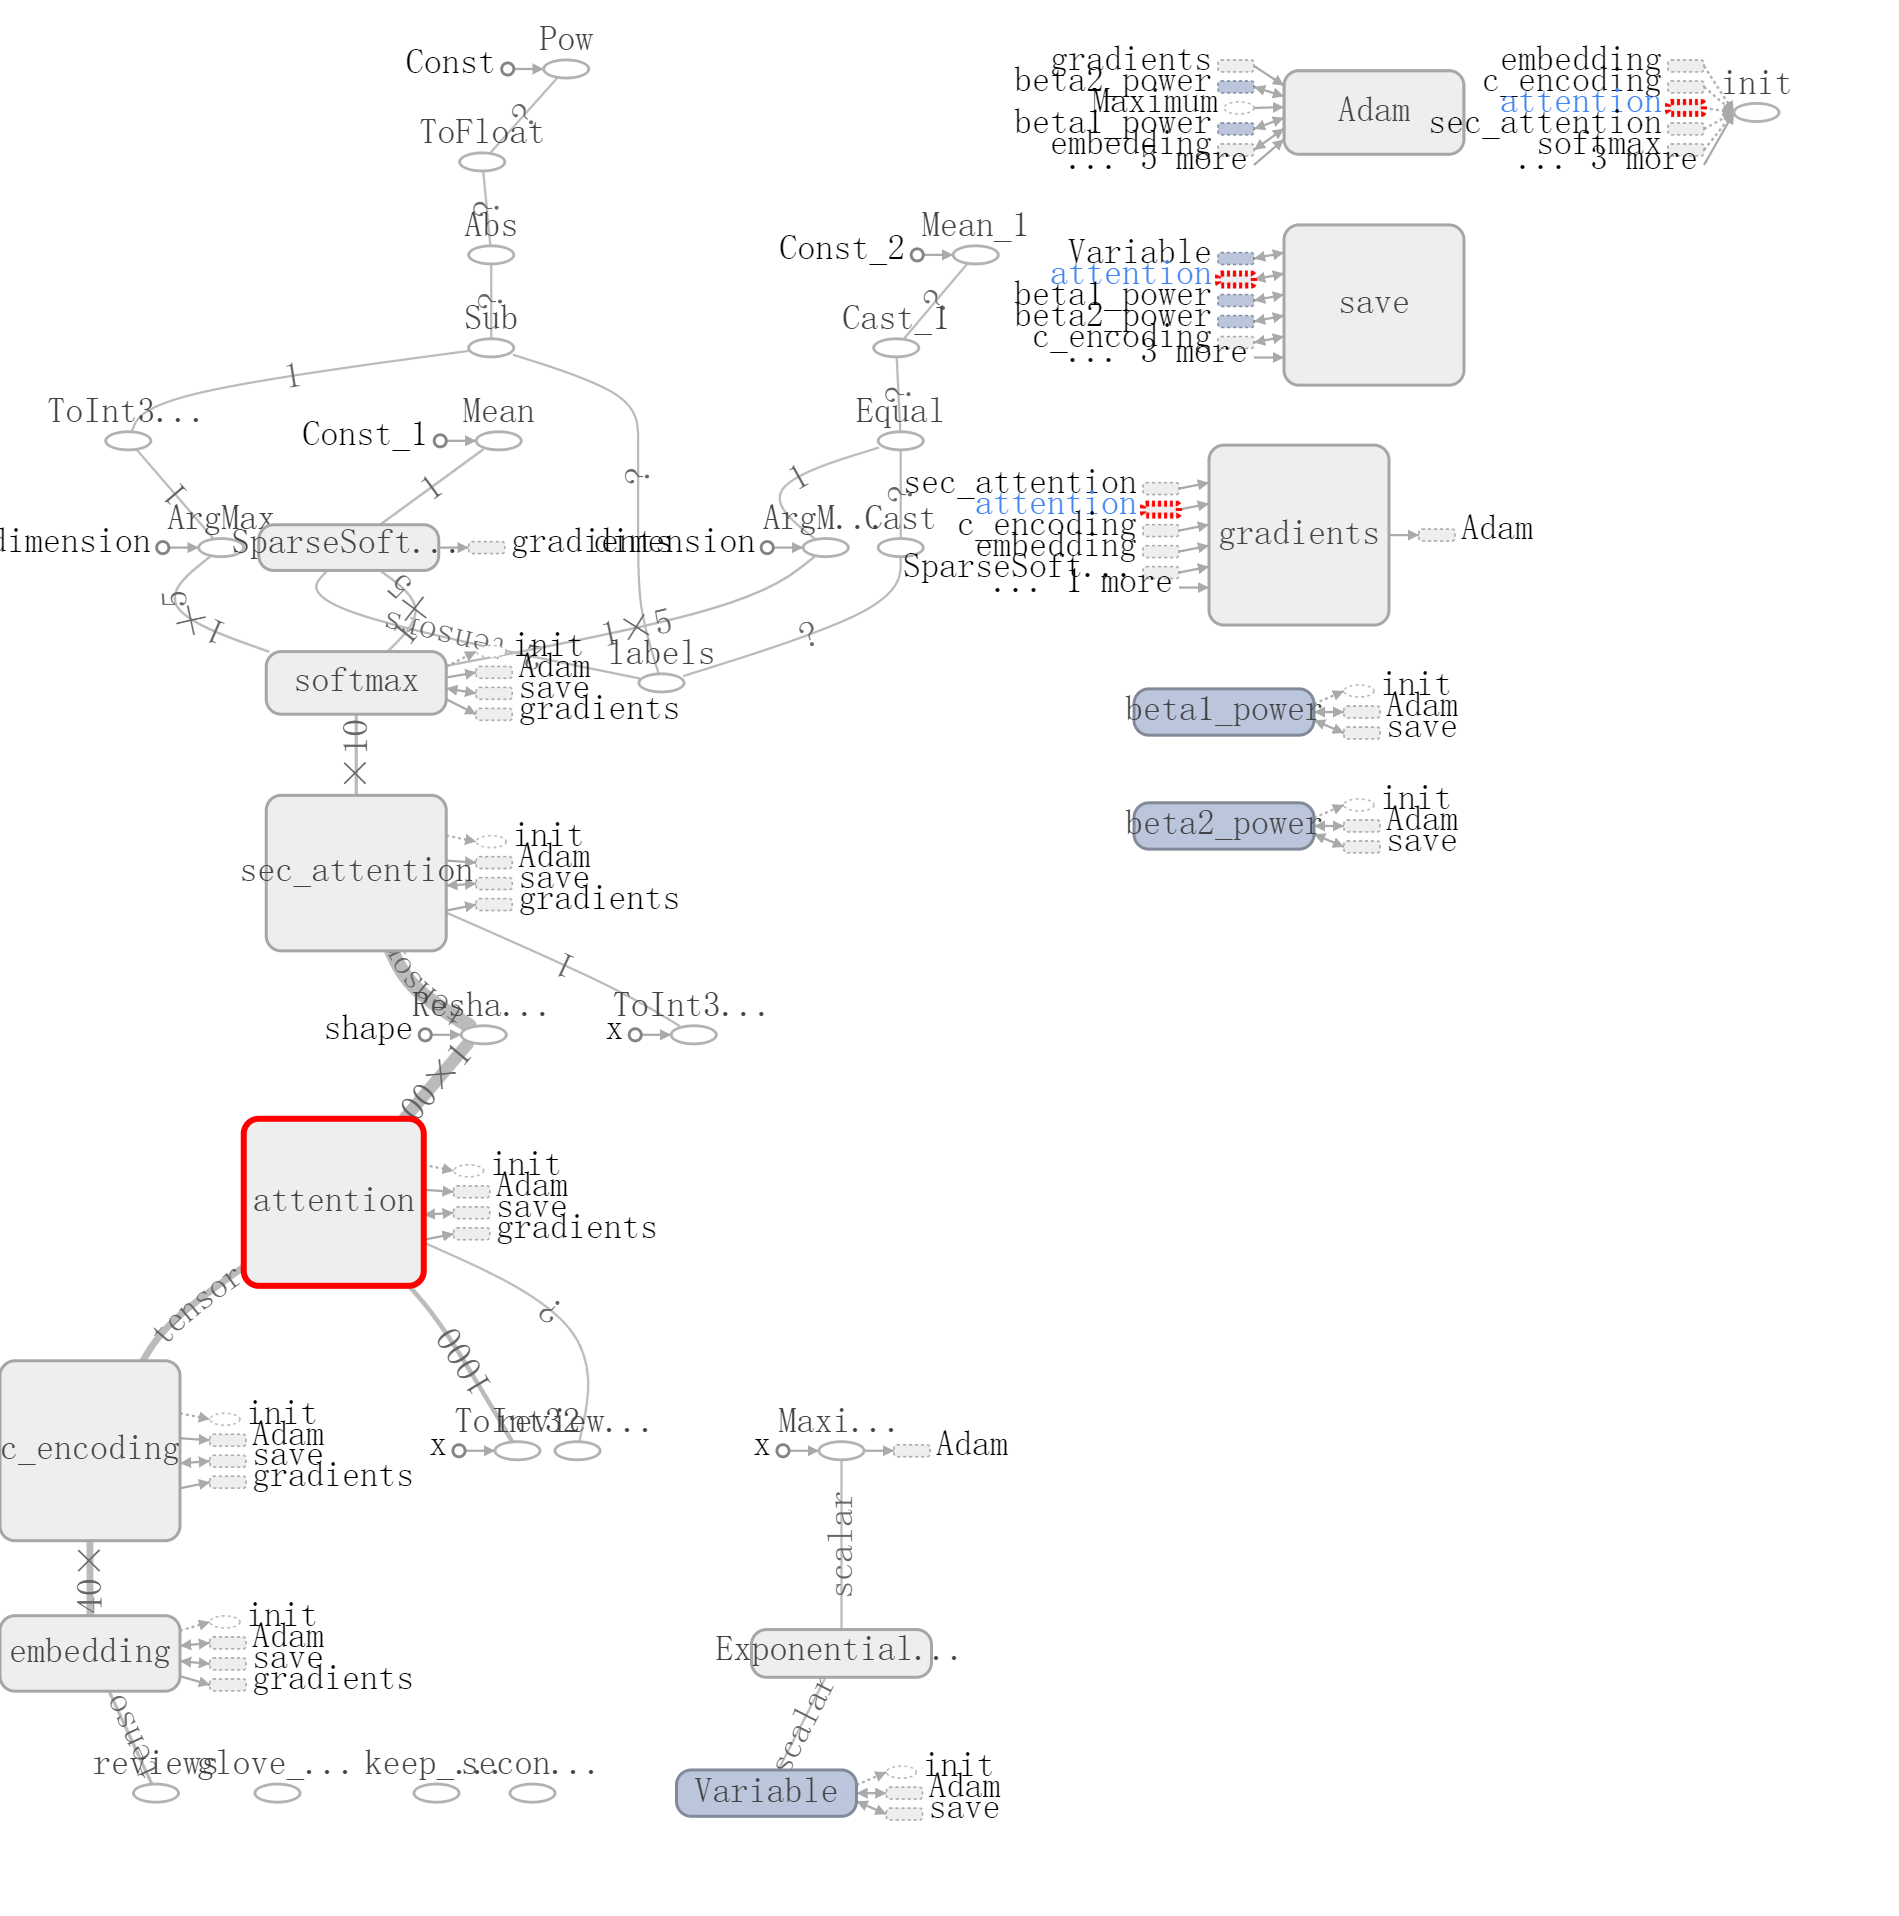 Pow
Const
?
ToFloat
?
Abs
?
Sub
1
?
ToInt3...
Const_1
Mean
1
1
dimension
ArgMax
SparseSoft...
gradients
Const_2
Mean_1
?
Cast_1
?
Equal
1
?
dimension
ArgM...
Cast
1×5
1×5
1×5
?
labels
softmax
init
Adam
save
gradients
×10
sec_attention
init
Adam
save
gradients
1
shape
Resha...
x
ToInt3...
00×1
attention
init
Adam
save
gradients
tensor
1000
?
c_encoding
init
Adam
save
gradients
x
ToInt32
review...
40×
embedding
init
Adam
save
gradients
reviews
glove_...
keep_...
secon...
x
Maxi...
Adam
scalar
Exponential...
scalar
Variable
init
Adam
save
gradients
beta2_power
Maximum
beta1_power
embedding
... 5 more
Adam
embedding
c_encoding
attention
sec_attention
softmax
... 3 more
init
Variable
attention
beta1_power
beta2_power
c_encoding
... 3 more
save
sec_attention
attention
c_encoding
embedding
SparseSoft...
... 1 more
gradients
Adam
beta1_power
init
Adam
save
beta2_power
init
Adam
save